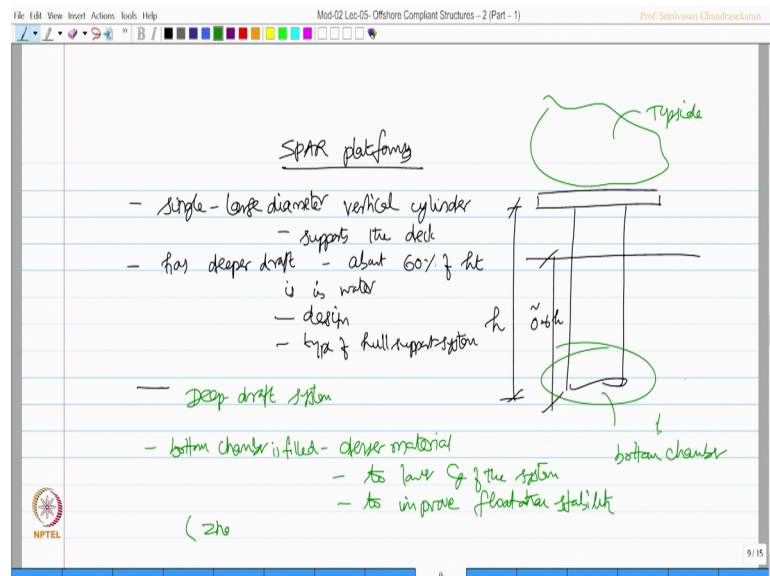 File Edit View Insert Actions Tools Help
Mod-02 Lec-05- Offshore Compliant Structures – 2 (Part – 1)
Prof. Srinivasan Chandrasekaran
B I
Topside
SPAR platforms
- single - large diameter vertical cylinder
- supports the deck
- has deeper draft - about 60% of ht
is in water
- design
- type of hull support system
h
~
0.6h
- Deep draft system
- bottom chamber is filled - denser material
bottom chamber
- to lower Cg of the system
- to improve floatation stability
NPTEL
9 / 15